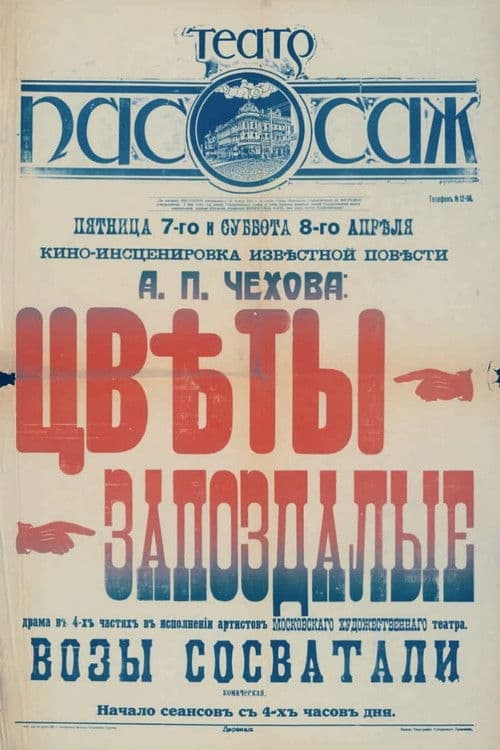 Театр
Пассаж
Телефонъ № 12-56.
ПЯТНИЦА 7-го и СУББОТА 8-го АПРѢЛЯ
КИНО-ИНСЦЕНИРОВКА ИЗВѢСТНОЙ ПОВѢСТИ
А. П. ЧЕХОВА:
ЦВѢТЫ
ЗАПОЗДАЛЫЕ
драма въ 4-хъ частяхъ въ исполненіи артистовъ МОСКОВСКАГО ХУДОЖЕСТВЕННАГО театра.
ВОЗЫ СОСВАТАЛИ
КОМИЧЕСКАЯ.
Начало сеансовъ съ 4-хъ часовъ дня.
Дирекція